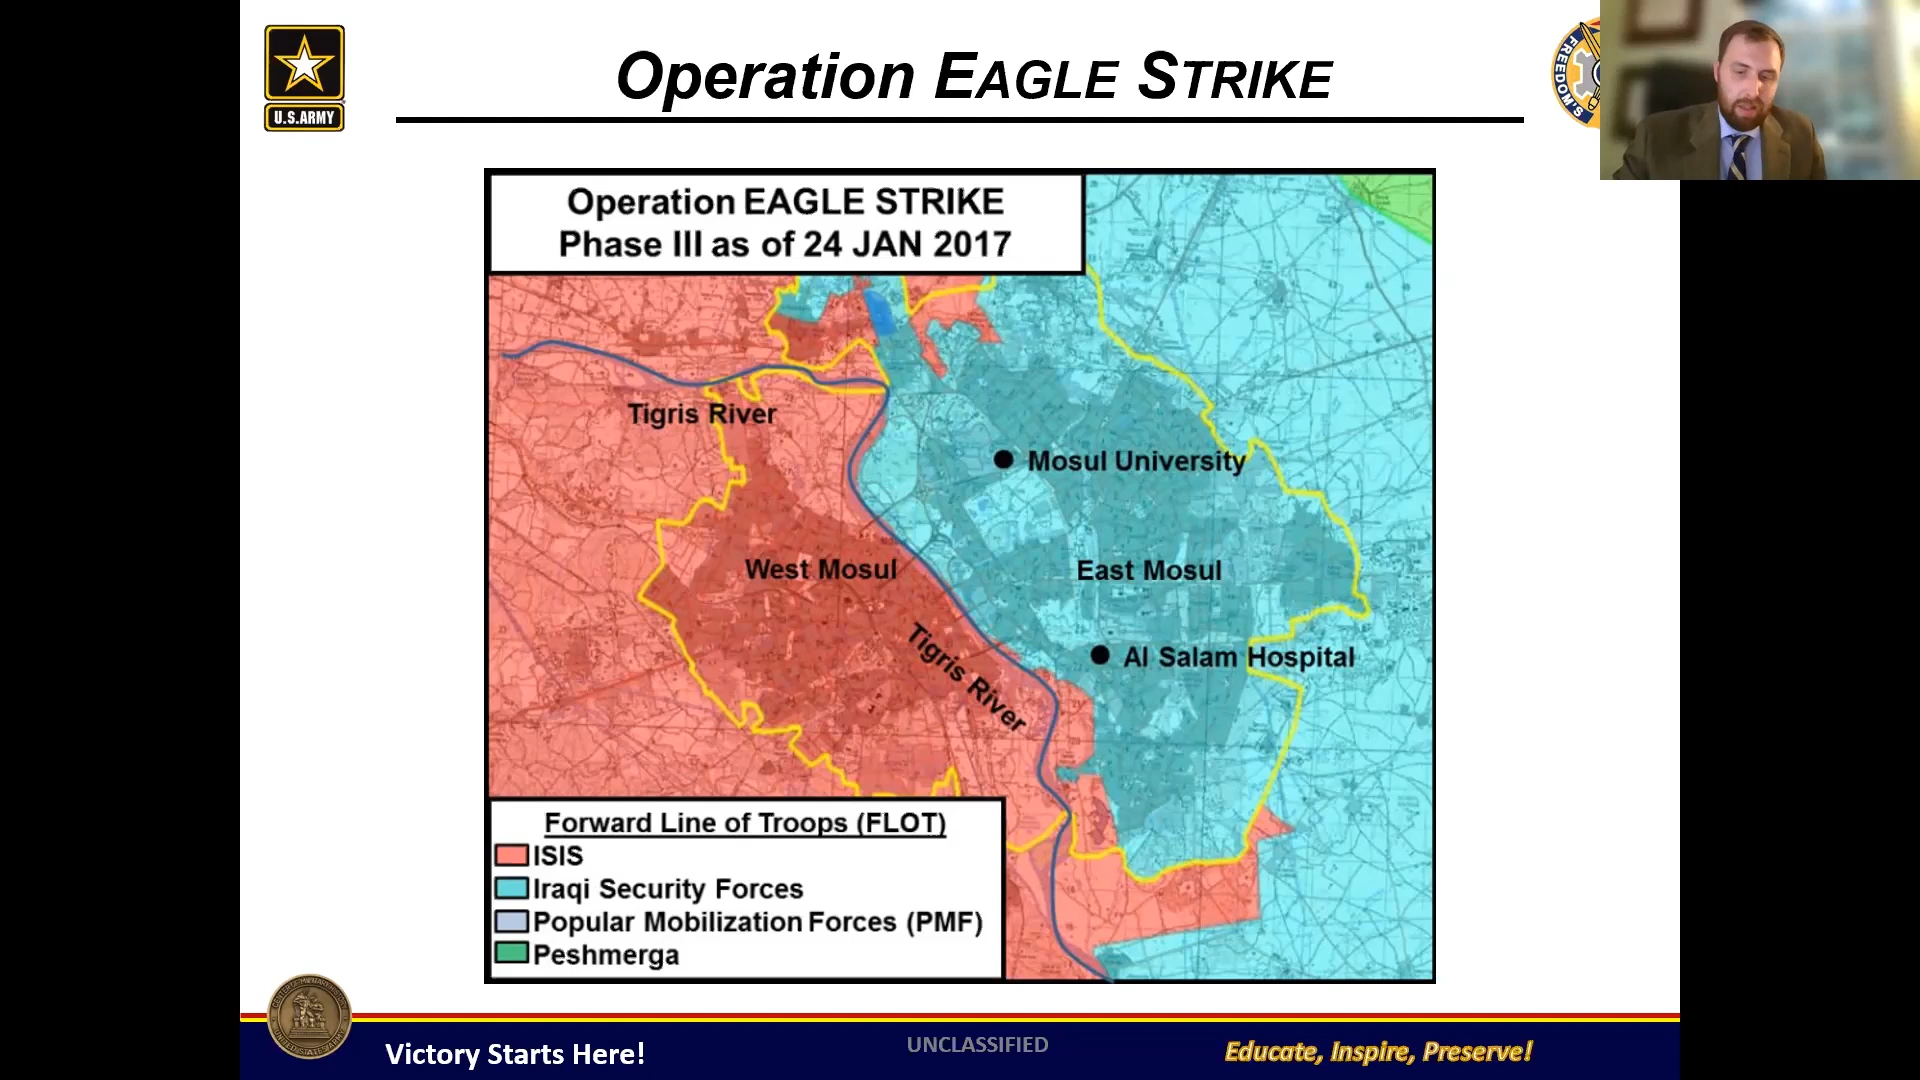 Operation EAGLE STRIKE
U.S.ARMY
FREEDOM'S
Operation EAGLE STRIKE
Phase III as of 24 JAN 2017
Tigris River
Mosul University
West Mosul
East Mosul
Tigris River
Al Salam Hospital
Forward Line of Troops (FLOT)
ISIS
Iraqi Security Forces
Popular Mobilization Forces (PMF)
Peshmerga
Victory Starts Here!
UNCLASSIFIED
Educate, Inspire, Preserve!